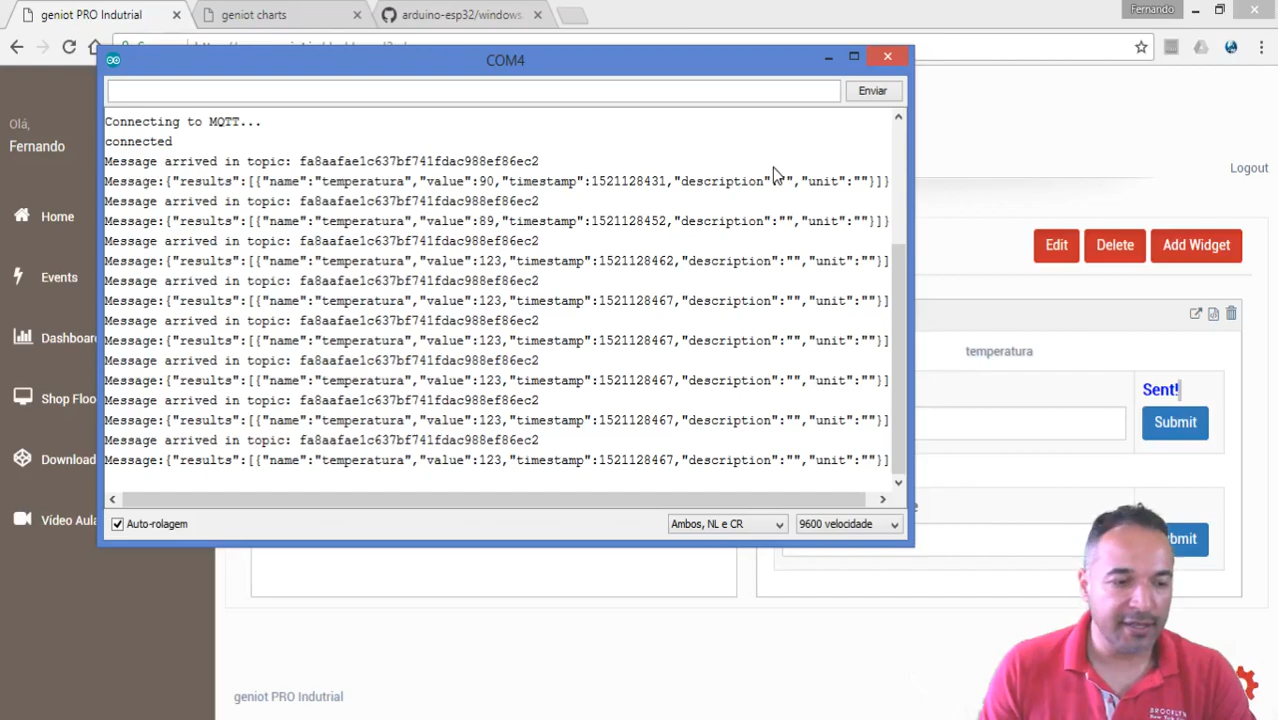 geniot PRO Indutrial
geniot charts
arduino-esp32/windows
Fernando
COM4
Enviar
Olá,
Fernando
Connecting to MQTT...
connected
Message arrived in topic: fa8aafae1c637bf741fdac988ef86ec2
Message:{"results":[{"name":"temperatura","value":90,"timestamp":1521128431,"description":"","unit":""}]}
Message arrived in topic: fa8aafae1c637bf741fdac988ef86ec2
Message:{"results":[{"name":"temperatura","value":89,"timestamp":1521128452,"description":"","unit":""}]}
Message arrived in topic: fa8aafae1c637bf741fdac988ef86ec2
Message:{"results":[{"name":"temperatura","value":123,"timestamp":1521128462,"description":"","unit":""}]
Message arrived in topic: fa8aafae1c637bf741fdac988ef86ec2
Message:{"results":[{"name":"temperatura","value":123,"timestamp":1521128467,"description":"","unit":""}]
Message arrived in topic: fa8aafae1c637bf741fdac988ef86ec2
Message:{"results":[{"name":"temperatura","value":123,"timestamp":1521128467,"description":"","unit":""}]
Message arrived in topic: fa8aafae1c637bf741fdac988ef86ec2
Message:{"results":[{"name":"temperatura","value":123,"timestamp":1521128467,"description":"","unit":""}]
Message arrived in topic: fa8aafae1c637bf741fdac988ef86ec2
Message:{"results":[{"name":"temperatura","value":123,"timestamp":1521128467,"description":"","unit":""}]
Message arrived in topic: fa8aafae1c637bf741fdac988ef86ec2
Message:{"results":[{"name":"temperatura","value":123,"timestamp":1521128467,"description":"","unit":""}]
Auto-rolagem
Ambos, NL e CR
9600 velocidade
Home
Events
Dashboar
Shop Floo
Download
Vídeo Aula
Logout
Edit
Delete
Add Widget
temperatura
Sent!
Submit
bmit
geniot PRO Indutrial
BROOKLYN